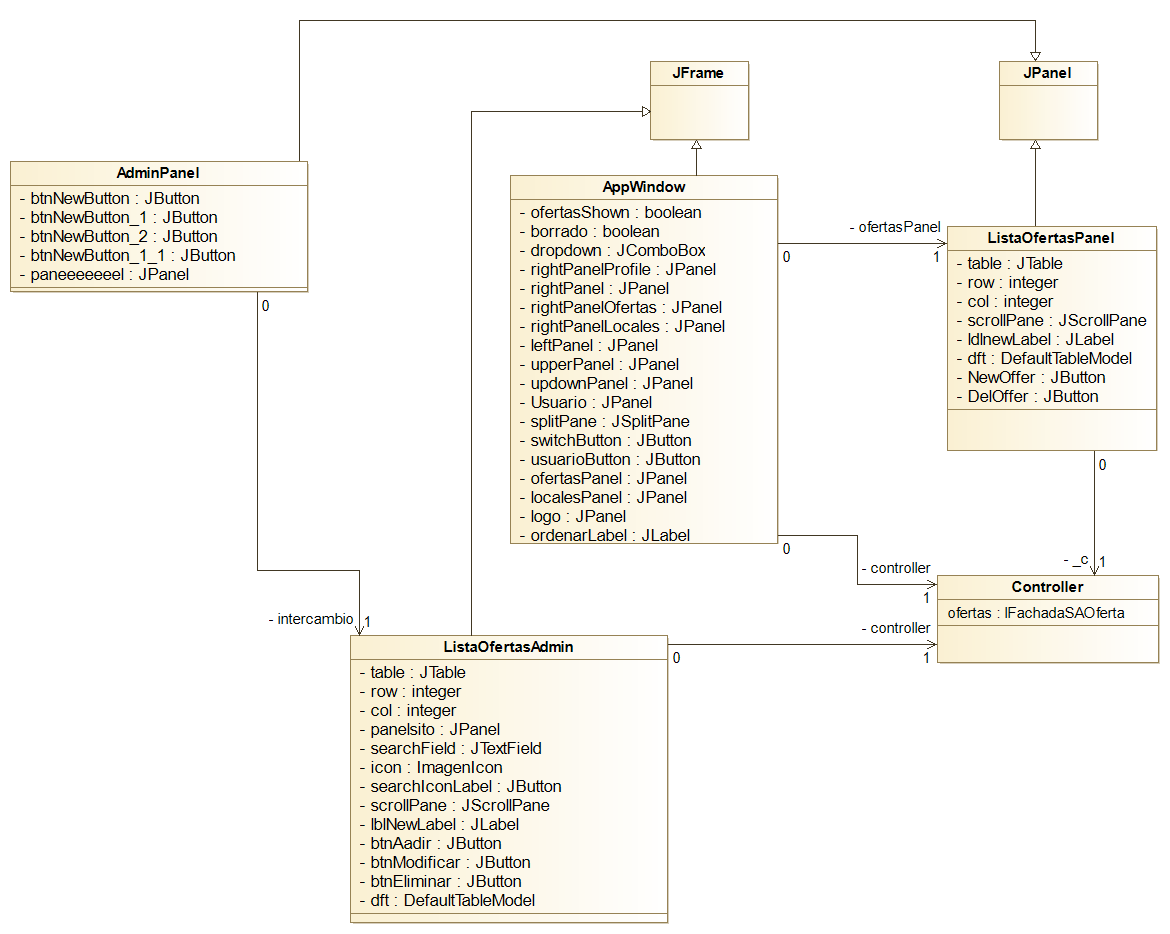 JFrame
JPanel
AdminPanel
- btnNewButton : JButton
- btnNewButton_1 : JButton
- btnNewButton_2 : JButton
- btnNewButton_1_1 : JButton
- paneeeeeeel : JPanel
0
AppWindow
- ofertasShown : boolean
- borrado : boolean
- dropdown : JComboBox
- rightPanelProfile : JPanel
- rightPanel : JPanel
- rightPanelOfertas : JPanel
- rightPanelLocales : JPanel
- leftPanel : JPanel
- upperPanel : JPanel
- updownPanel : JPanel
- Usuario : JPanel
- splitPane : JSplitPane
- switchButton : JButton
- usuarioButton : JButton
- ofertasPanel : JPanel
- localesPanel : JPanel
- logo : JPanel
- ordenarLabel : JLabel
- ofertasPanel
0
1
ListaOfertasPanel
- table : JTable
- row : integer
- col : integer
- scrollPane : JScrollPane
- ldlnewLabel : JLabel
- dft : DefaultTableModel
- NewOffer : JButton
- DelOffer : JButton
0
- _c
1
0
- controller
1
Controller
ofertas : IFachadaSAOferta
- controller
0
1
- intercambio
1
ListaOfertasAdmin
- table : JTable
- row : integer
- col : integer
- panelsito : JPanel
- searchField : JTextField
- icon : ImagenIcon
- searchIconLabel : JButton
- scrollPane : JScrollPane
- lblNewLabel : JLabel
- btnAadir : JButton
- btnModificar : JButton
- btnEliminar : JButton
- dft : DefaultTableModel